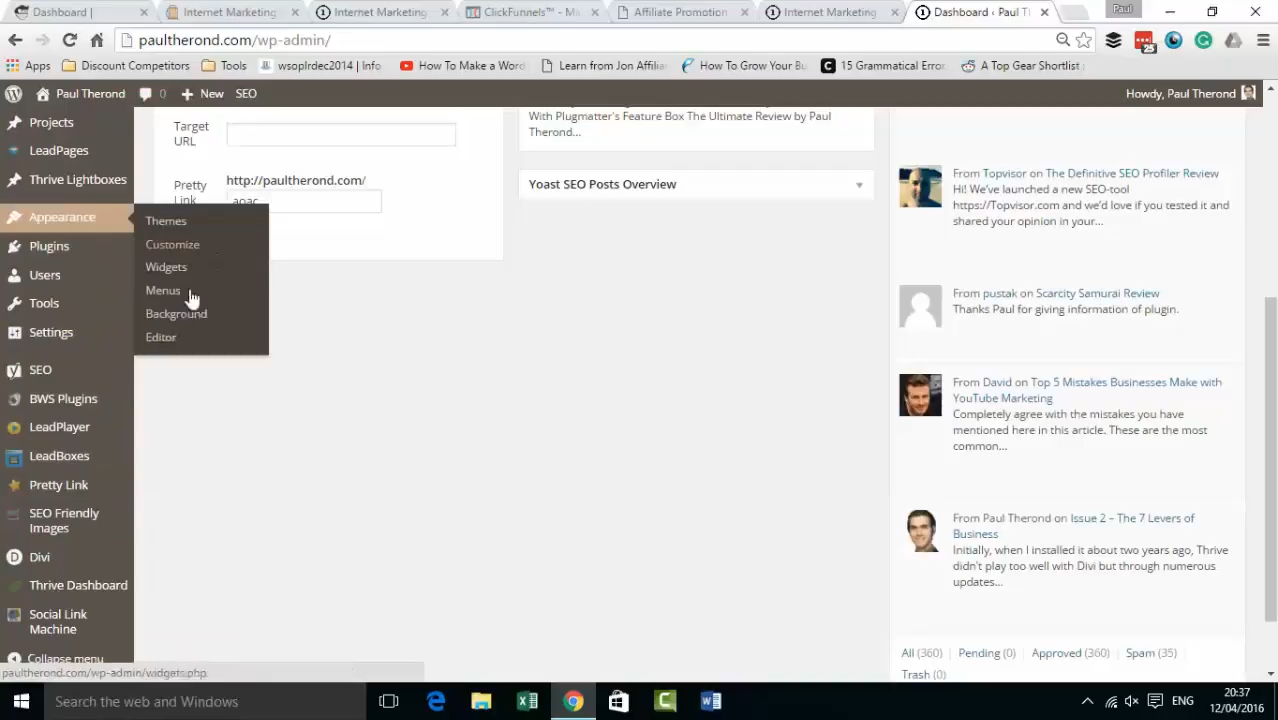 Dashboard |
Internet Marketing
Internet Marketing
ClickFunnels™ - Mi
Affiliate Promotion
Internet Marketing
Dashboard ‹ Paul T
Paul
paultherond.com/wp-admin/
25
Apps
Discount Competitors
Tools
wsoplrdec2014 | Info
How To Make a Word
Learn from Jon Affilia
How To Grow Your Bu
15 Grammatical Error
A Top Gear Shortlist
Paul Therond
0
New
SEO
Howdy, Paul Therond
Projects
LeadPages
Thrive Lightboxes
Appearance
Plugins
Users
Tools
Settings
SEO
BWS Plugins
LeadPlayer
LeadBoxes
Pretty Link
SEO Friendly
Images
Divi
Thrive Dashboard
Social Link
Machine
Collapse menu
Themes
Customize
Widgets
Menus
Background
Editor
Target
URL
Pretty
Link
http://paultherond.com/
aoac
With Plugmatter's Feature Box The Ultimate Review by Paul
Therond...
Yoast SEO Posts Overview
From Topvisor on The Definitive SEO Profiler Review
Hi! We've launched a new SEO-tool
https://Topvisor.com and we'd love if you tested it and
shared your opinion in your...
From pustak on Scarcity Samurai Review
Thanks Paul for giving information of plugin.
From David on Top 5 Mistakes Businesses Make with
YouTube Marketing
Completely agree with the mistakes you have
mentioned here in this article. These are the most
common...
From Paul Therond on Issue 2 – The 7 Levers of
Business
Initially, when I installed it about two years ago, Thrive
didn't play too well with Divi but through numerous
updates...
All (360) | Pending (0) | Approved (360) | Spam (35) |
Trash (0)
paultherond.com/wp-admin/widgets.php
Search the web and Windows
ENG
20:37
12/04/2016